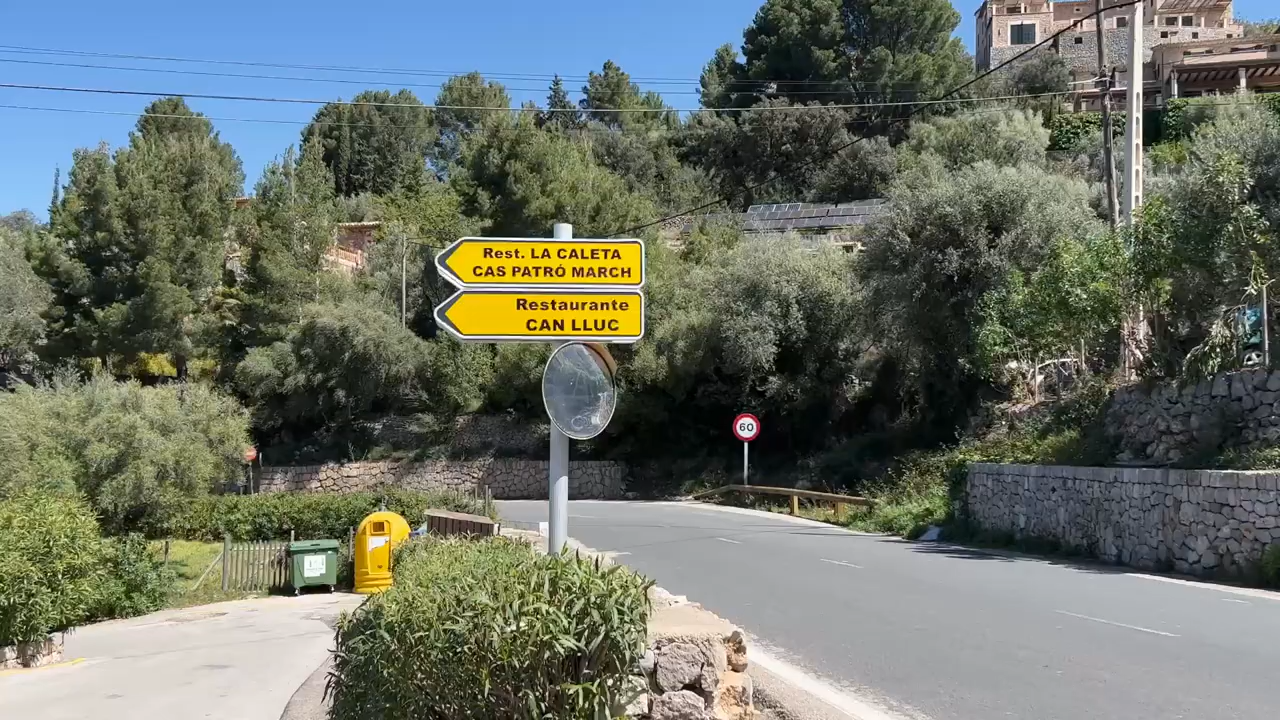 Rest. LA CALETA
CAS PATRÓ MARCH
Restaurante
CAN LLUC
60